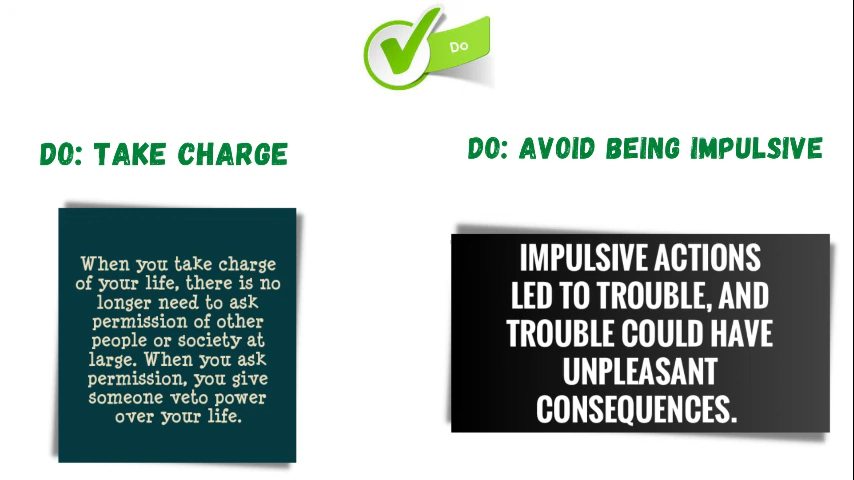 Do
DO: TAKE CHARGE
DO: AVOID BEING IMPULSIVE
When you take charge
of your life, there is no
longer need to ask
permission of other
people or society at
large. When you ask
permission, you give
someone veto power
over your life.
IMPULSIVE ACTIONS
LED TO TROUBLE, AND
TROUBLE COULD HAVE
UNPLEASANT
CONSEQUENCES.